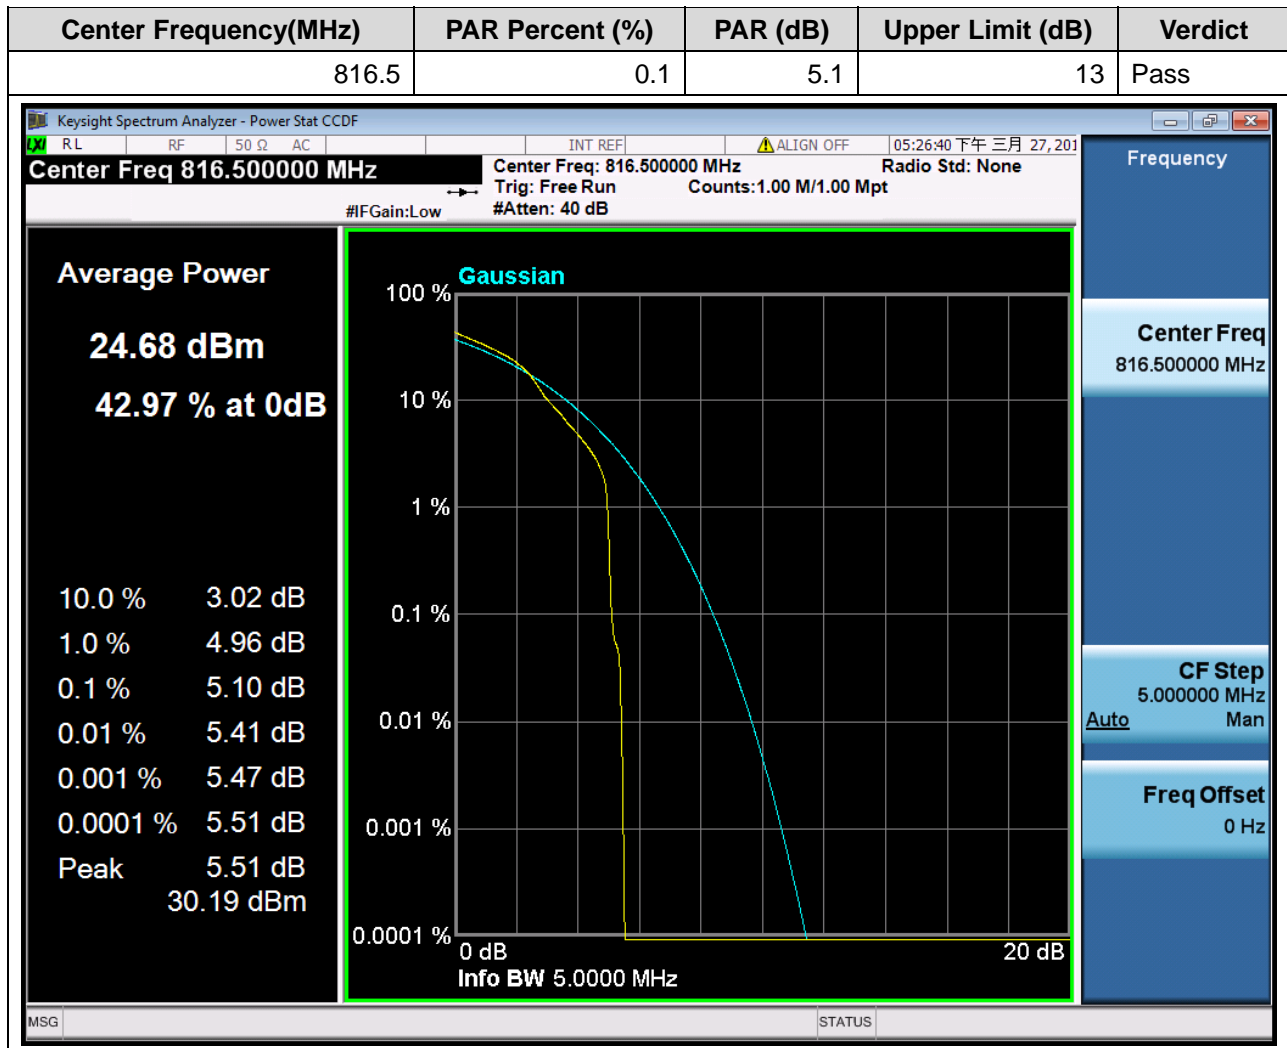 Center Frequency(MHz) PAR Percent (%) PAR (dB) Upper Limit (dB) Verdict
816.5 0.1 5.1 13 Pass
Keysight Spectrum Analyzer - Power Stat CCDF
LXI RL RF 50 Ω AC INT REF ALIGN OFF 05:26:40 下午 三月 27, 201
Center Freq 816.500000 MHz
Center Freq: 816.500000 MHz Radio Std: None
Trig: Free Run Counts:1.00 M/1.00 Mpt
#IFGain:Low #Atten: 40 dB
Average Power
24.68 dBm
42.97 % at 0dB
10.0 % 3.02 dB
1.0 % 4.96 dB
0.1 % 5.10 dB
0.01 % 5.41 dB
0.001 % 5.47 dB
0.0001 % 5.51 dB
Peak 5.51 dB
30.19 dBm
Gaussian
100 %
10 %
1 %
0.1 %
0.01 %
0.001 %
0.0001 %
0 dB 20 dB
Info BW 5.0000 MHz
Frequency
Center Freq
816.500000 MHz
CF Step
5.000000 MHz
Auto Man
Freq Offset
0 Hz
MSG STATUS